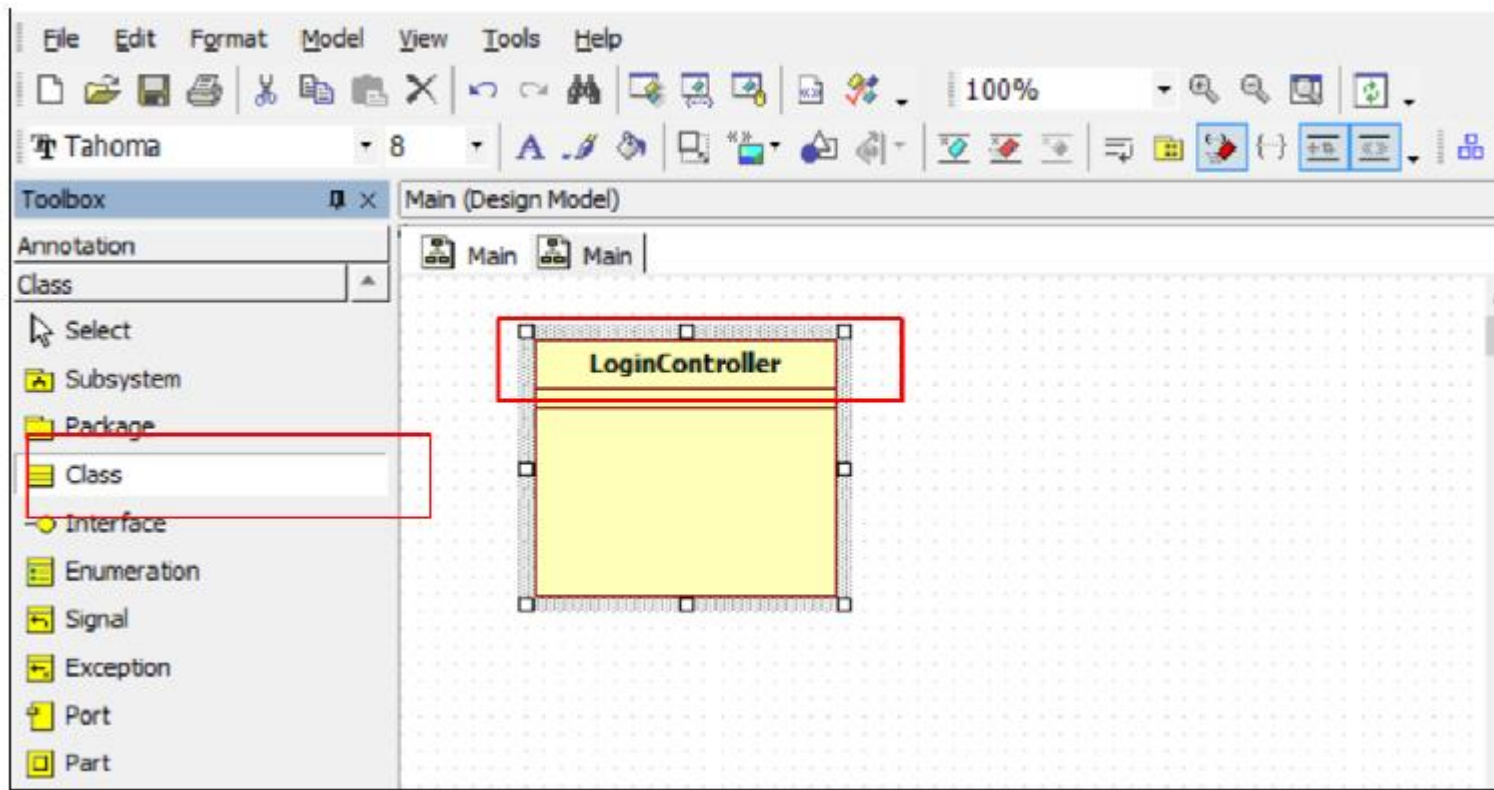 File Edit Format Model View Tools Help
100%
Tahoma 8
Toolbox
Main (Design Model)
Annotation
Main Main
Class
Select
LoginController
Subsystem
Package
Class
Interface
Enumeration
Signal
Exception
Port
Part